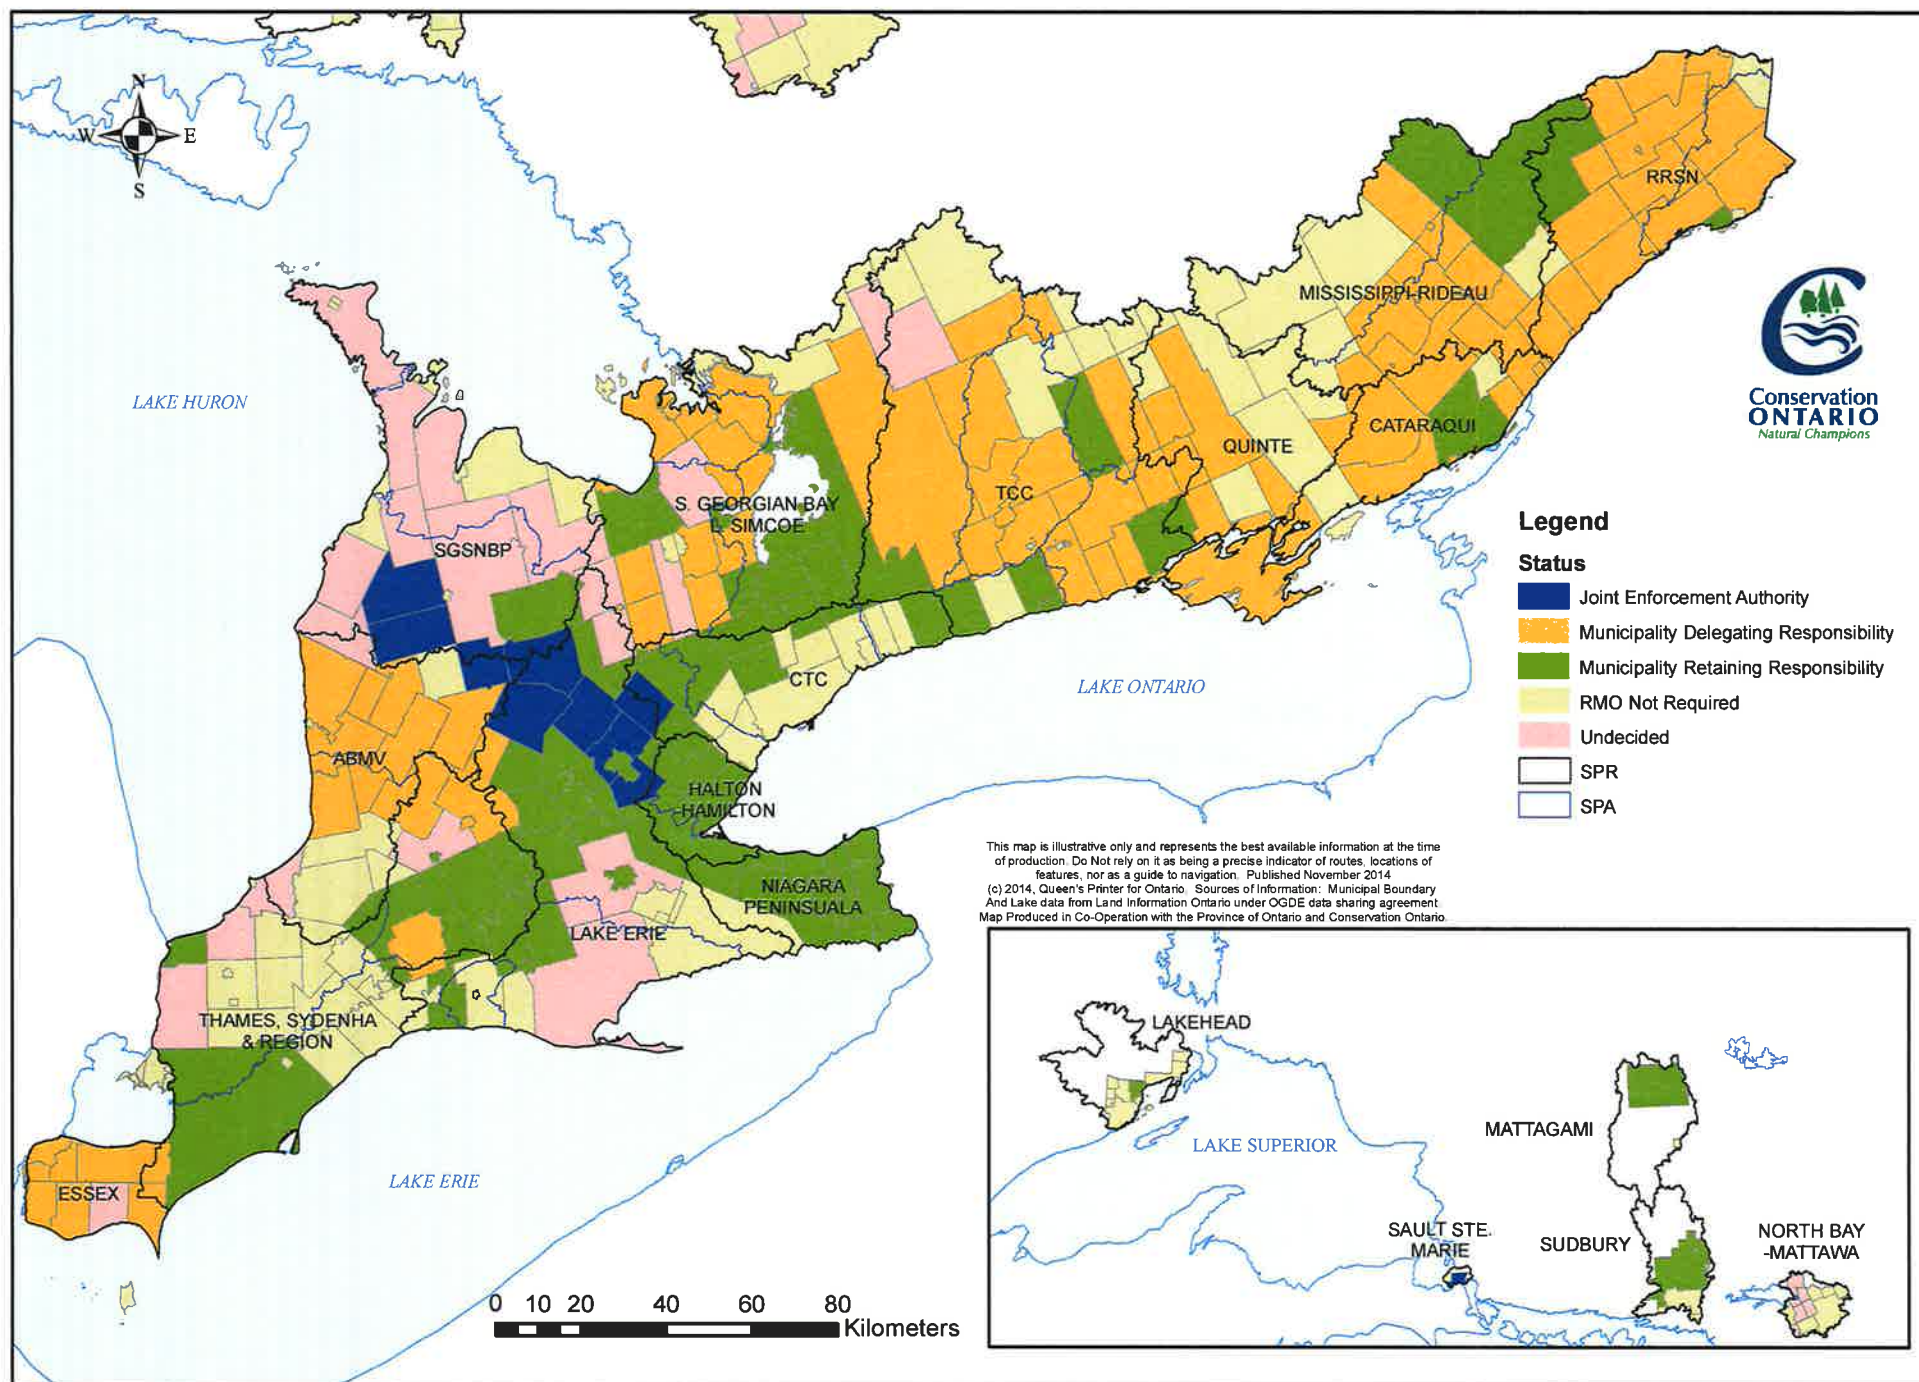 N
W E
S
LAKE HURON
RRSN
MISSISSIPPI-RIDEAU
Conservation
ONTARIO
Natural Champions
CATARAQUI
QUINTE
TCC
S. GEORGIAN BAY
L. SIMCOE
SGSNBP
CTC
LAKE ONTARIO
ABMV
HALTON
HAMILTON
NIAGARA
PENINSUALA
LAKE ERIE
THAMES, SYDENHA
& REGION
ESSEX
LAKE ERIE
Legend
Status
Joint Enforcement Authority
Municipality Delegating Responsibility
Municipality Retaining Responsibility
RMO Not Required
Undecided
SPR
SPA
This map is illustrative only and represents the best available information at the time
of production. Do Not rely on it as being a precise indicator of routes, locations of
features, nor as a guide to navigation. Published November 2014
(c) 2014, Queen's Printer for Ontario. Sources of Information: Municipal Boundary
And Lake data from Land Information Ontario under OGDE data sharing agreement
Map Produced in Co-Operation with the Province of Ontario and Conservation Ontario.
LAKEHEAD
LAKE SUPERIOR
MATTAGAMI
SAULT STE.
MARIE
SUDBURY
NORTH BAY
-MATTAWA
0 10 20 40 60 80
Kilometers